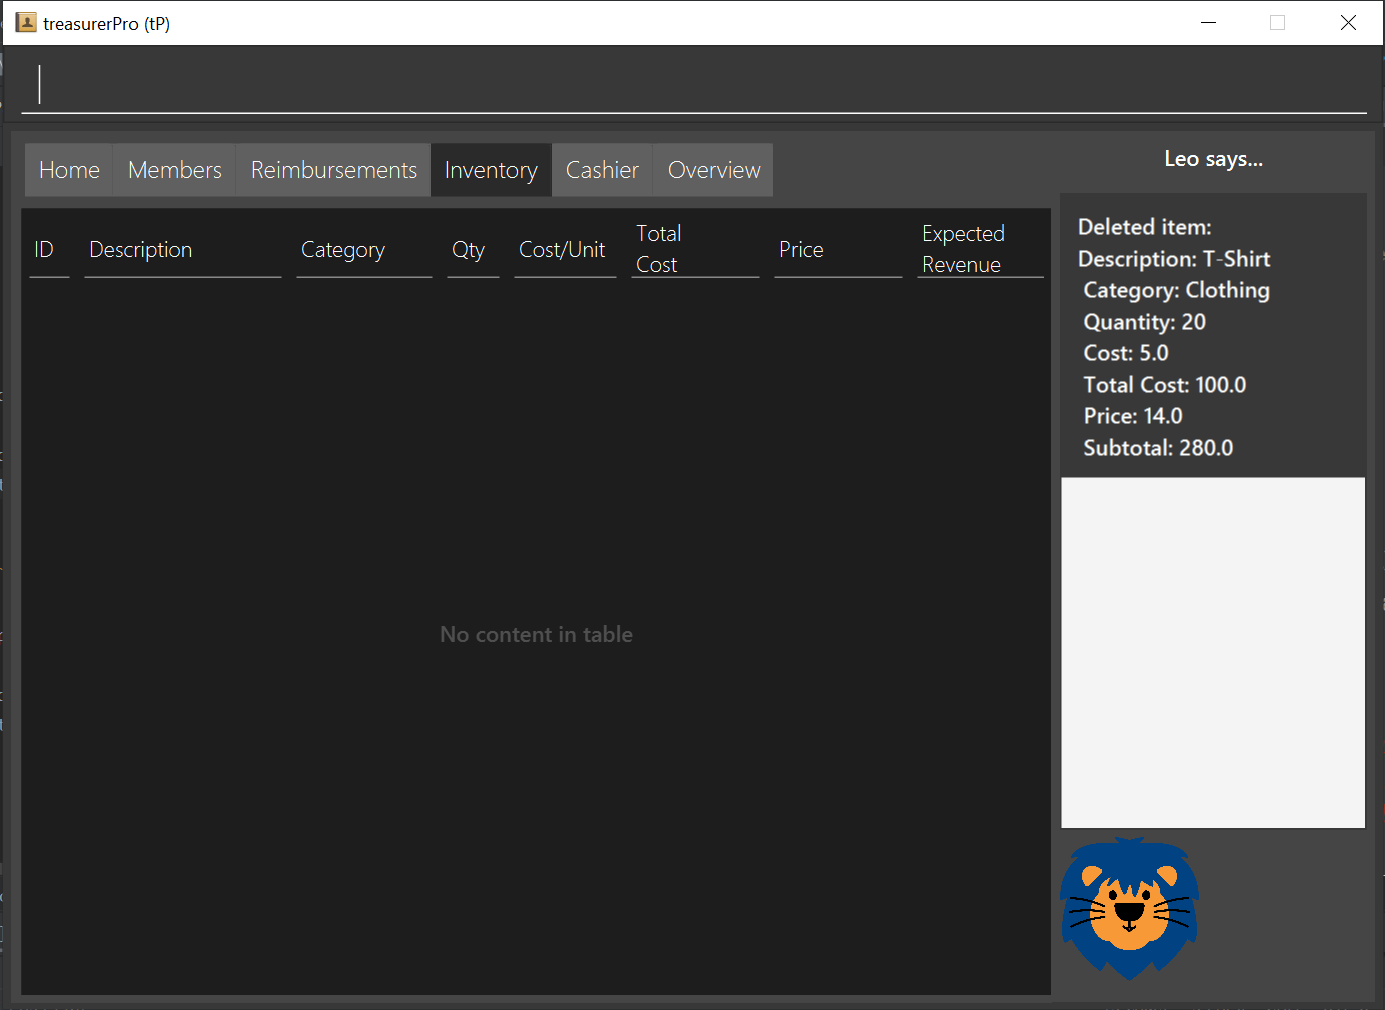 treasurerPro (tP)
Home Members Reimbursements Inventory Cashier Overview
Leo says...
ID Description Category Qty Cost/Unit Total Cost Price Expected Revenue
Deleted item:
Description: T-Shirt
Category: Clothing
Quantity: 20
Cost: 5.0
Total Cost: 100.0
Price: 14.0
Subtotal: 280.0
No content in table